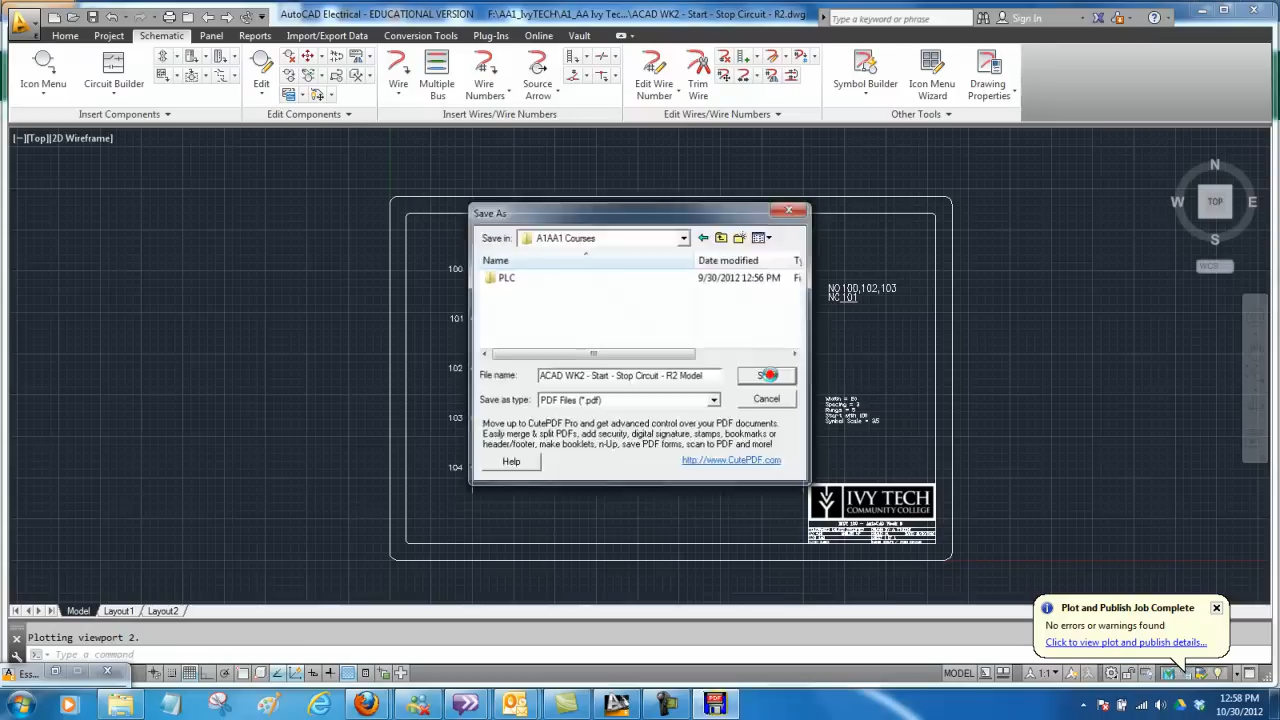 AutoCAD Electrical - EDUCATIONAL VERSION F:\AA1_IvyTECH\A1_AA Ivy Tec...\ACAD WK2 - Start - Stop Circuit - R2.dwg Type a keyword or phrase Sign In
Home Project Schematic Panel Reports Import/Export Data Conversion Tools Plug-Ins Online Vault
Icon Menu Circuit Builder Edit Wire Multiple Bus Wire Numbers Source Arrow Edit Wire Number Trim Wire Symbol Builder Icon Menu Wizard Drawing Properties
Insert Components Edit Components Insert Wires/Wire Numbers Edit Wires/Wire Numbers Other Tools
[−][Top][2D Wireframe]
N
W TOP E
S
WCS
Save As
Save in: A1AA1 Courses
Name Date modified Ty
PLC 9/30/2012 12:56 PM Fi
File name: ACAD WK2 - Start - Stop Circuit - R2 Model
Save as type: PDF Files (*.pdf) Cancel
Move up to CutePDF Pro and get advanced control over your PDF documents.
Easily merge & split PDFs, add security, digital signature, stamps, bookmarks or
header/footer, make booklets, n-Up, save PDF forms, scan to PDF and more!
Help http://www.CutePDF.com
100
101
102
103
104
NO 100,102,103
NC 101
Start with 100
IVY TECH
COMMUNITY COLLEGE
Model Layout1 Layout2
Plotting viewport 2.
Type a command
Plot and Publish Job Complete
No errors or warnings found
Click to view plot and publish details...
Ess... MODEL 1:1
12:58 PM
10/30/2012